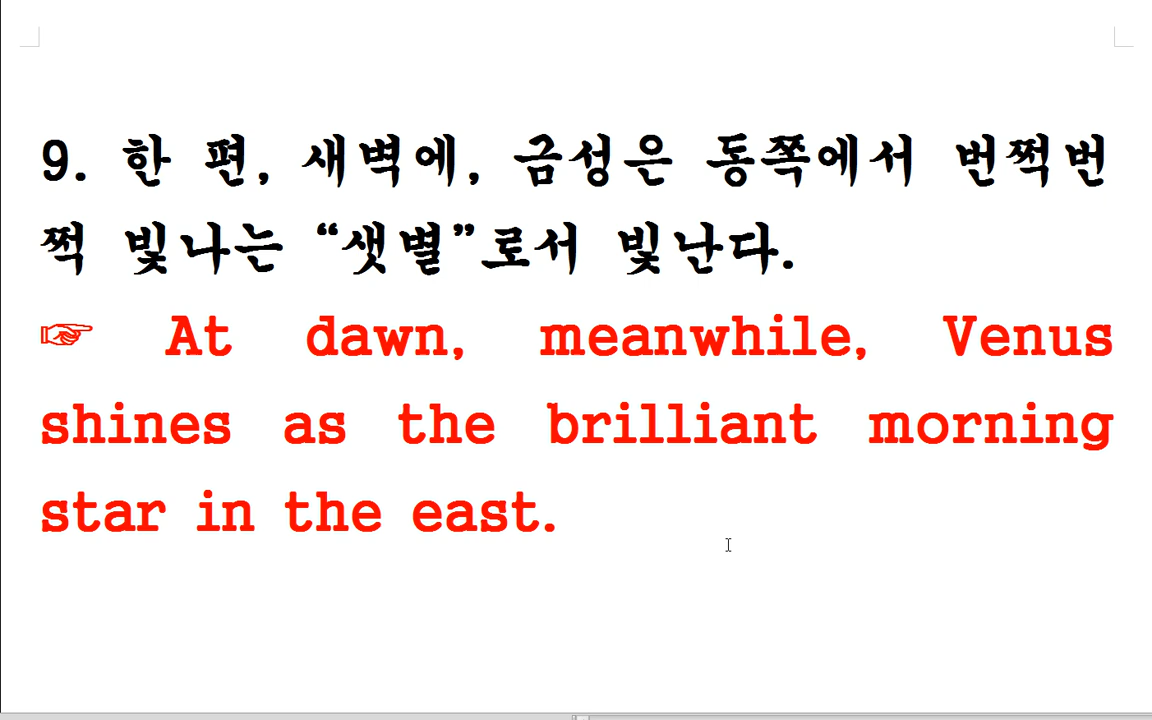 9. 한 편, 새벽에, 금성은 동쪽에서 번쩍번
쩍 빛나는 “샛별”로서 빛난다.
☞ At dawn, meanwhile, Venus
shines as the brilliant morning
star in the east.